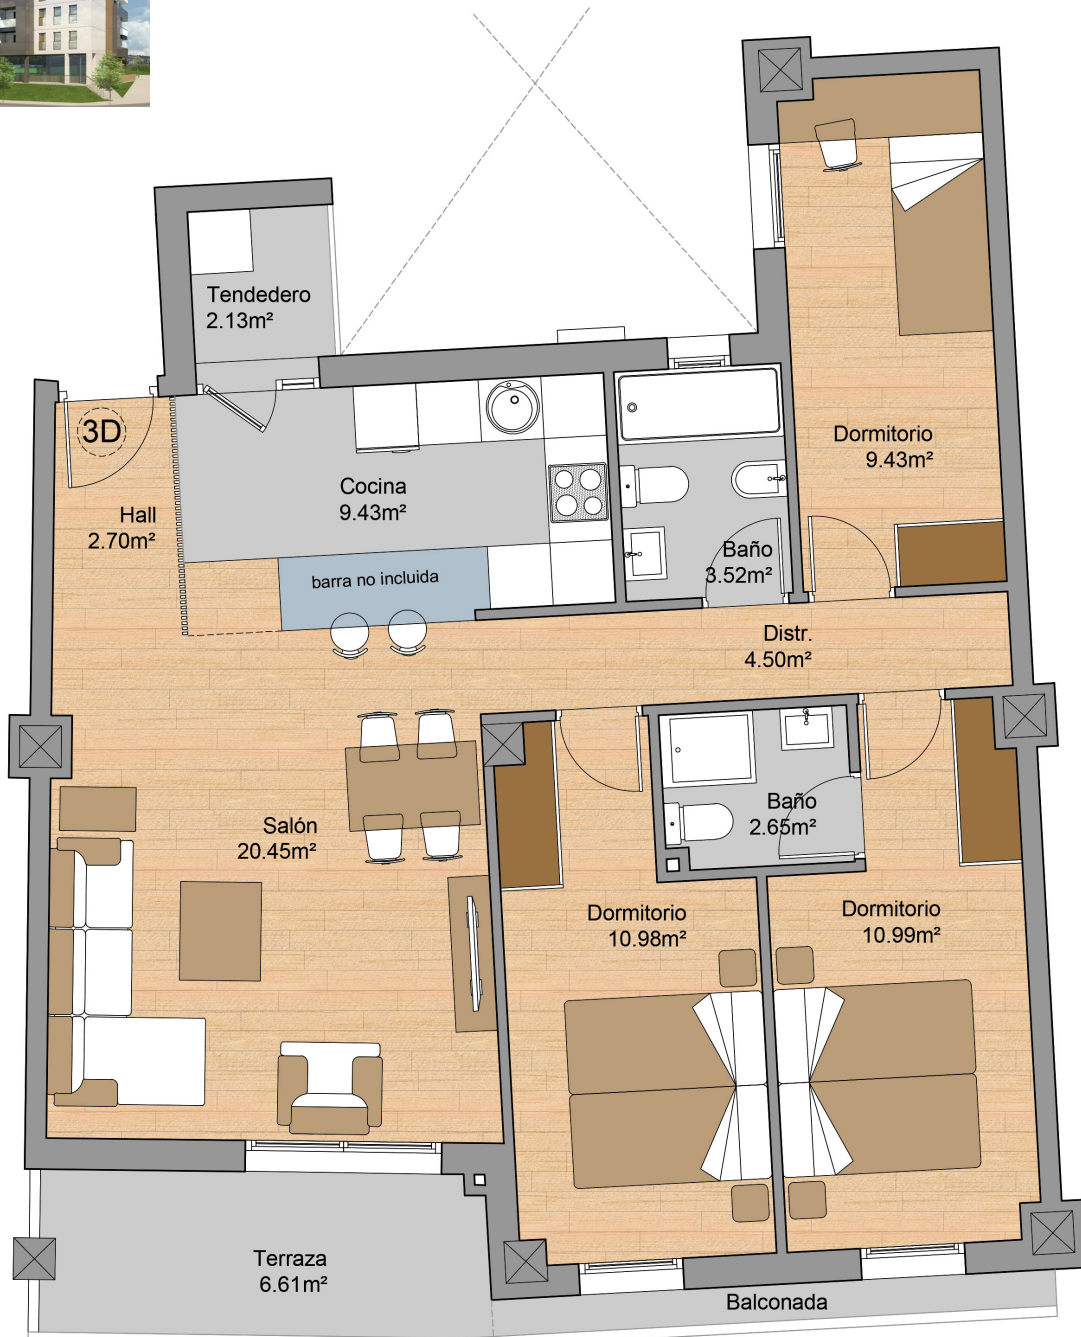 Tendedero
2.13m²
3D
Dormitorio
9.43m²
Cocina
9.43m²
Hall
2.70m²
Baño
3.52m²
barra no incluida
Distr.
4.50m²
Baño
2.65m²
Salón
20.45m²
Dormitorio
10.98m²
Dormitorio
10.99m²
Terraza
6.61m²
Balconada